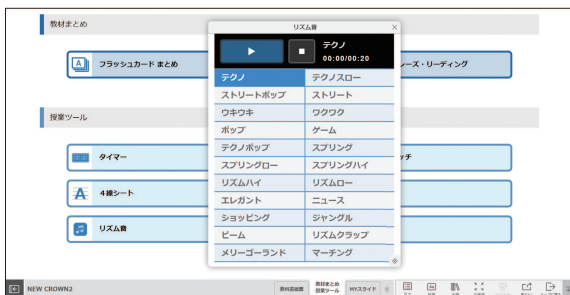 教材まとめ
リズム音
テクノ
00:00/00:20
フラッシュカード まとめ
レーズ・リーディング
テクノ テクノスロー
ストリートポップ ストリート
授業ツール
ウキウキ ワクワク
ポップ ゲーム
テクノポップ スプリング
タイマー
スプリングロー スプリングハイ
リズムハイ リズムロー
4線シート
エレガント ニュース
ショッピング ジャングル
リズム音
ビーム リズムクラップ
メリーゴーランド マーチング
NEW CROWN2
教材まとめ
授業ツール
MYスライド